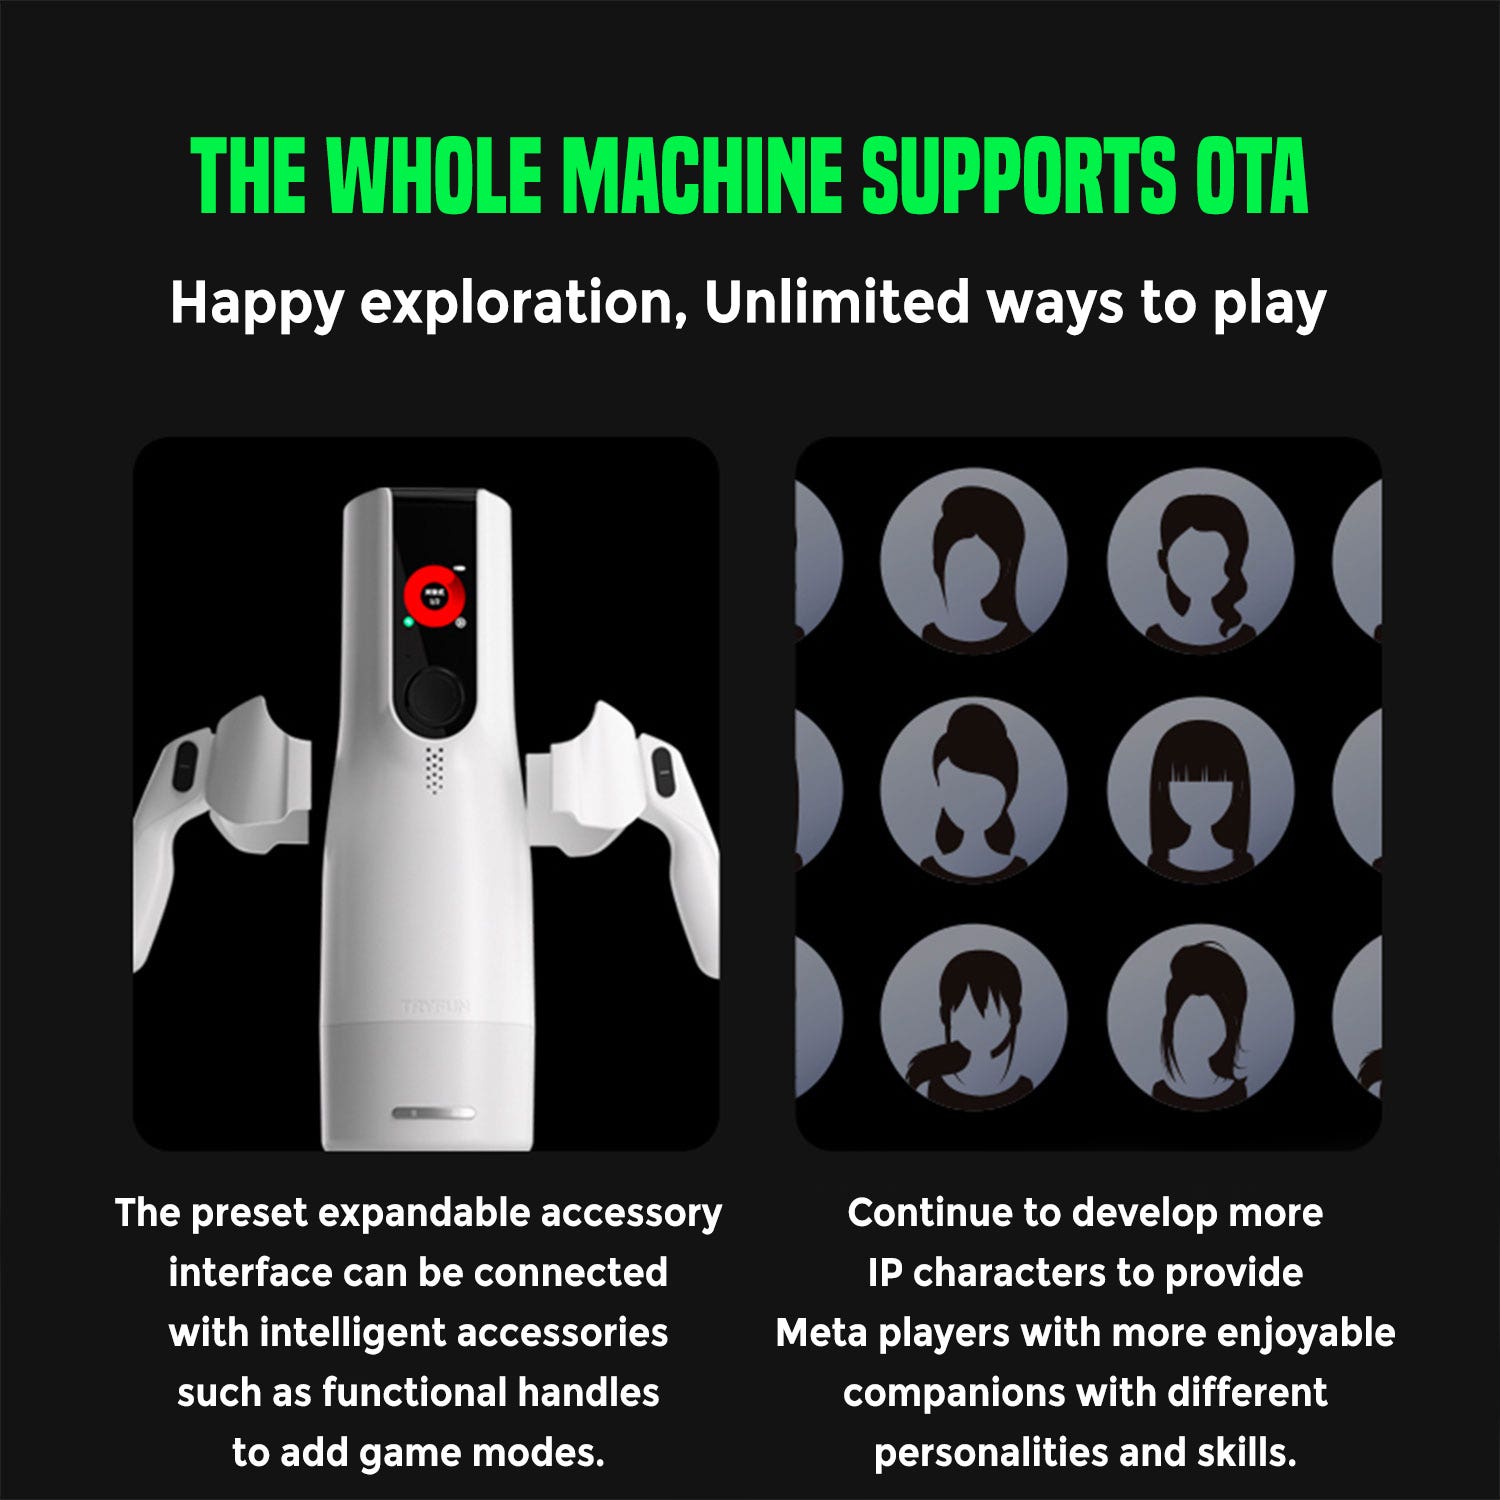 THE WHOLE MACHINE SUPPORTS OTA
Happy exploration, Unlimited ways to play
TRYFUN
The preset expandable accessory
interface can be connected
with intelligent accessories
such as functional handles
to add game modes.
Continue to develop more
IP characters to provide
Meta players with more enjoyable
companions with different
personalities and skills.